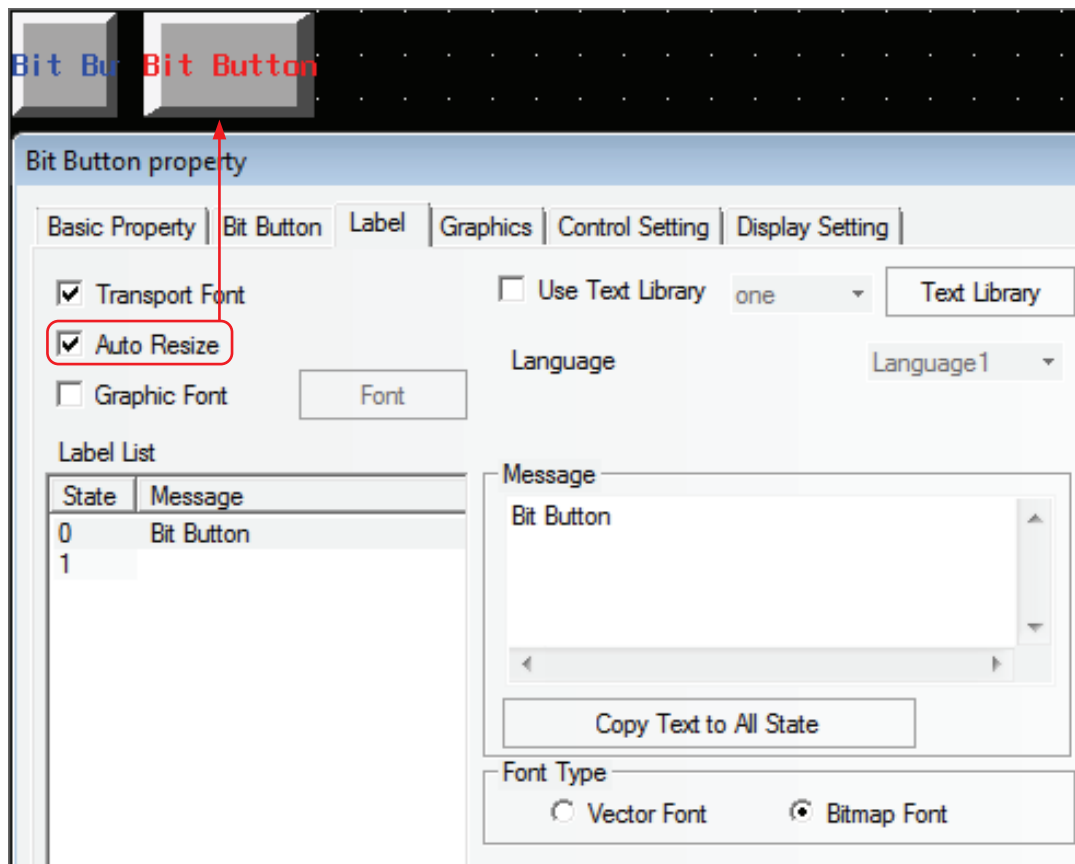 Bit Bu Bit Button
Bit Button property
Basic Property Bit Button Label Graphics Control Setting Display Setting
Transport Font Use Text Library one Text Library
Auto Resize Language Language1
Graphic Font Font
Label List
State Message
0 Bit Button
1
Message
Bit Button
Copy Text to All State
Font Type
Vector Font Bitmap Font